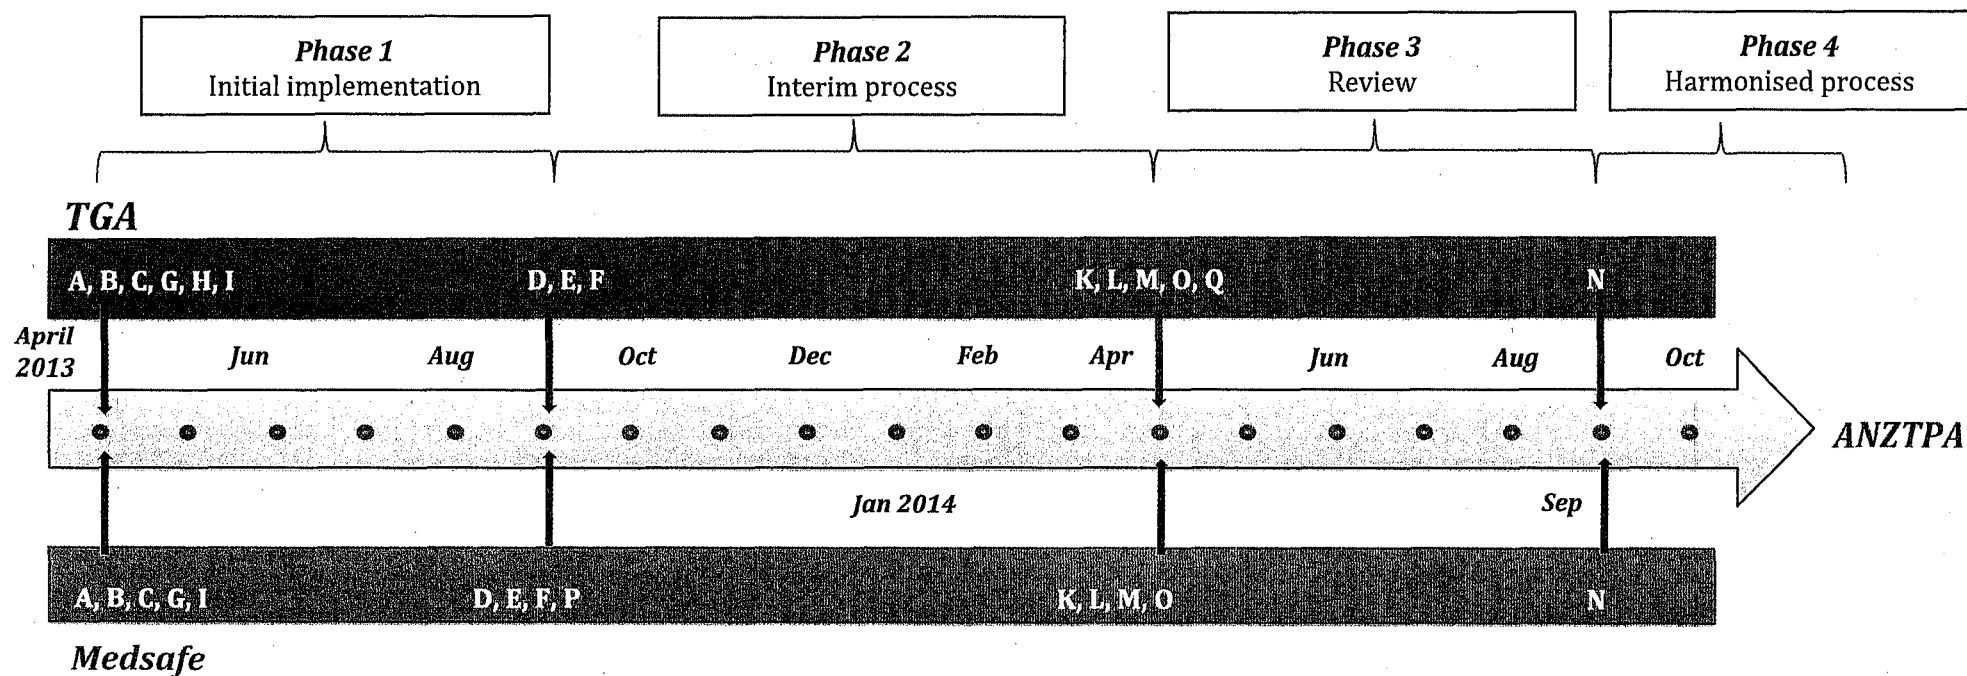 Phase 1
Initial implementation
Phase 2
Interim process
Phase 3
Review
Phase 4
Harmonised process
TGA
A, B, C, G, H, I
D, E, F
K, L, M, O, Q
N
April
2013
Jun
Aug
Oct
Dec
Feb
Apr
Jun
Aug
Oct
ANZTPA
Jan 2014
Sep
A, B, C, G, I
D, E, F, P
K, L, M, O
N
Medsafe